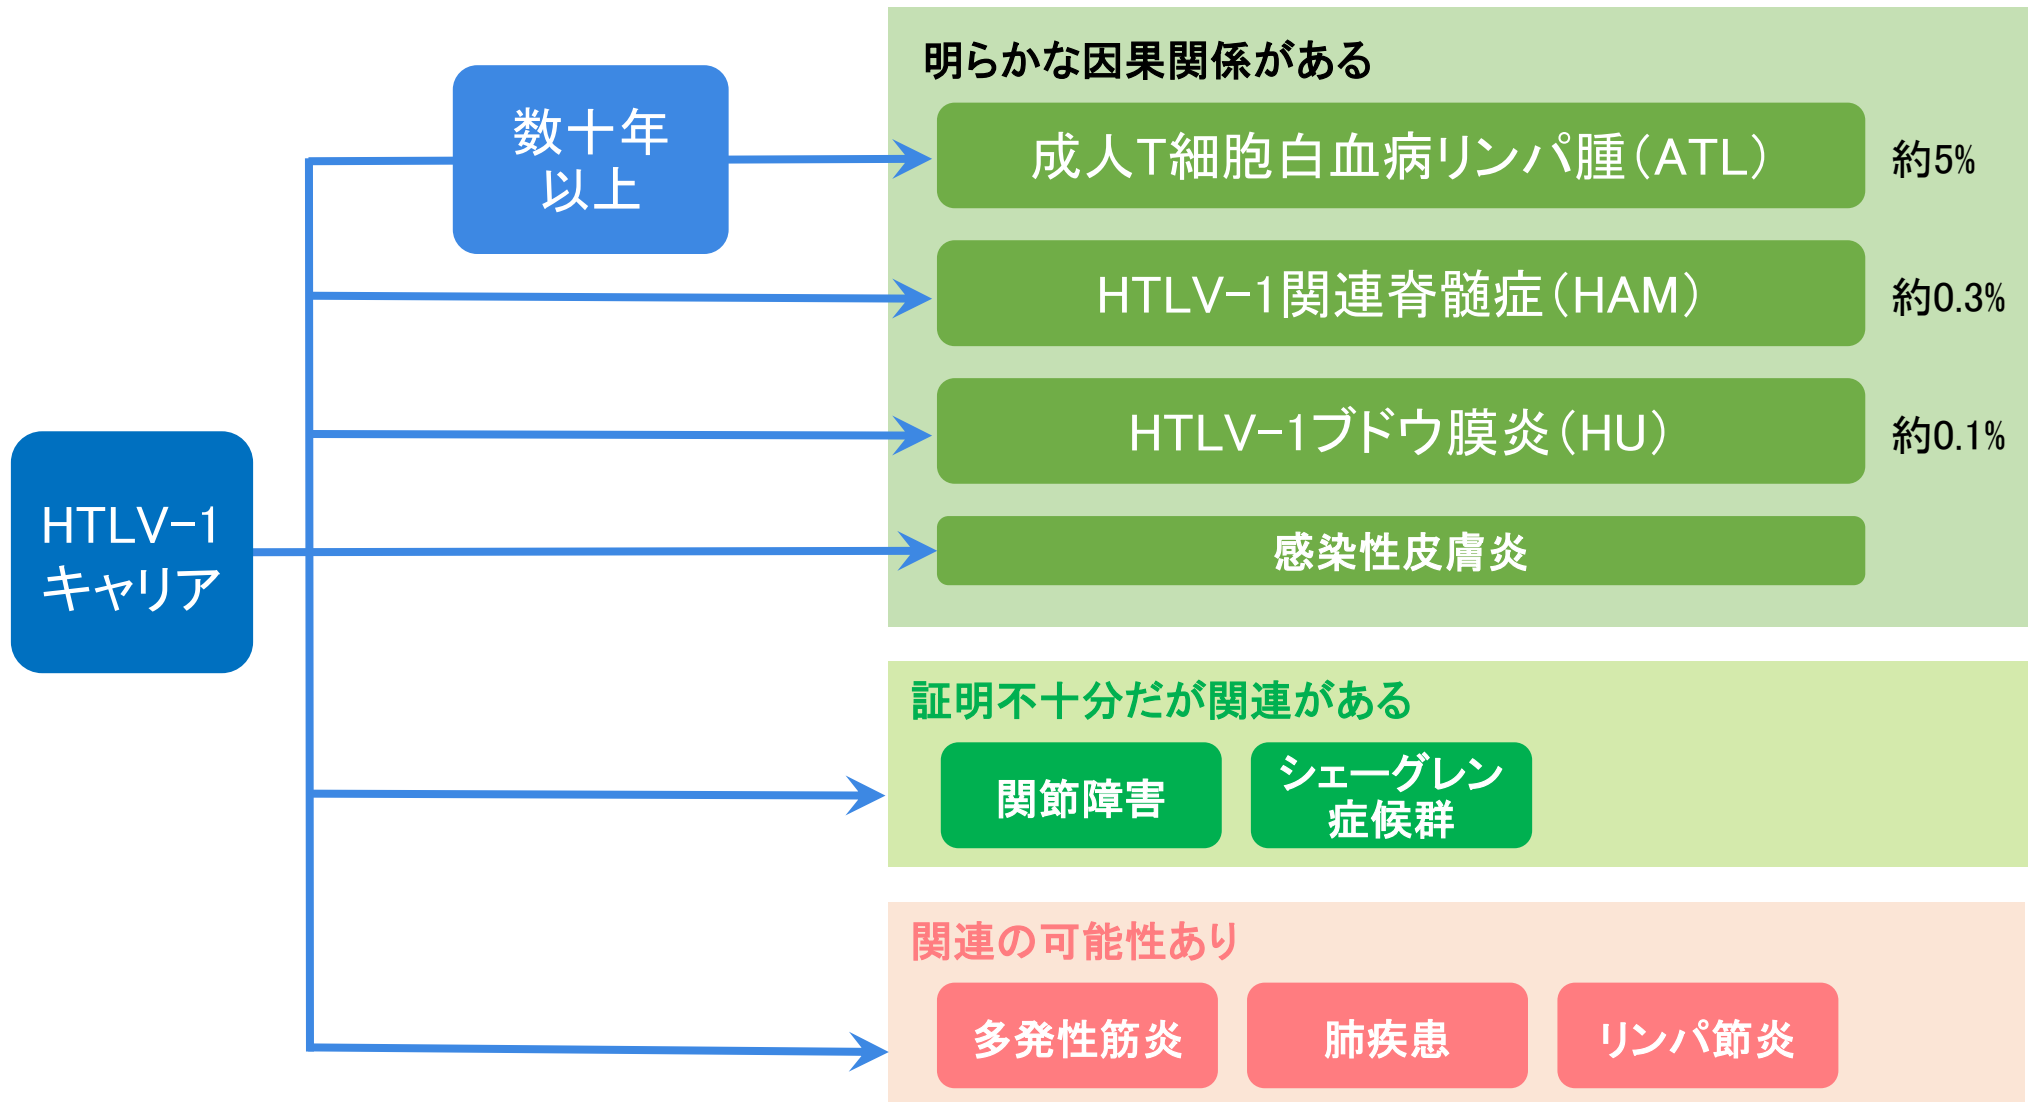 明らかな因果関係がある
数十年
以上
成人T細胞白血病リンパ腫(ATL)
約5%
HTLV-1関連脊髄症(HAM)
約0.3%
HTLV-1ブドウ膜炎(HU)
約0.1%
HTLV-1
キャリア
感染性皮膚炎
証明不十分だが関連がある
関節障害
シェーグレン
症候群
関連の可能性あり
多発性筋炎
肺疾患
リンパ節炎